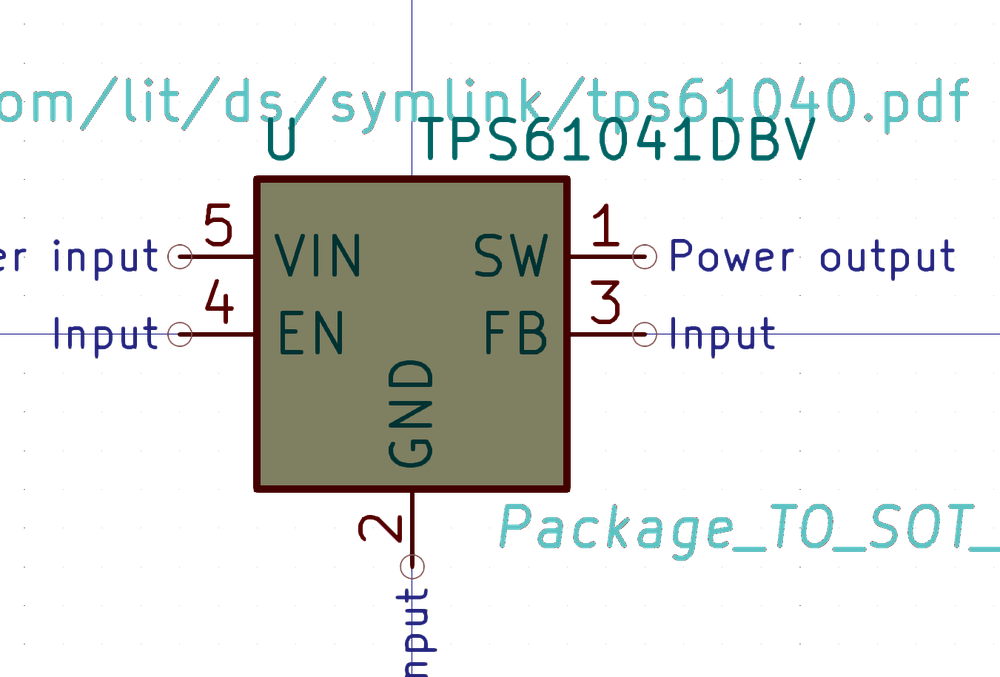 om/lit/ds/symlink/tps61040.pdf
U TPS61041DBV
5 1
er input VIN SW Power output
4 3
Input EN FB Input
GND
2
Package_TO_SOT_
nput